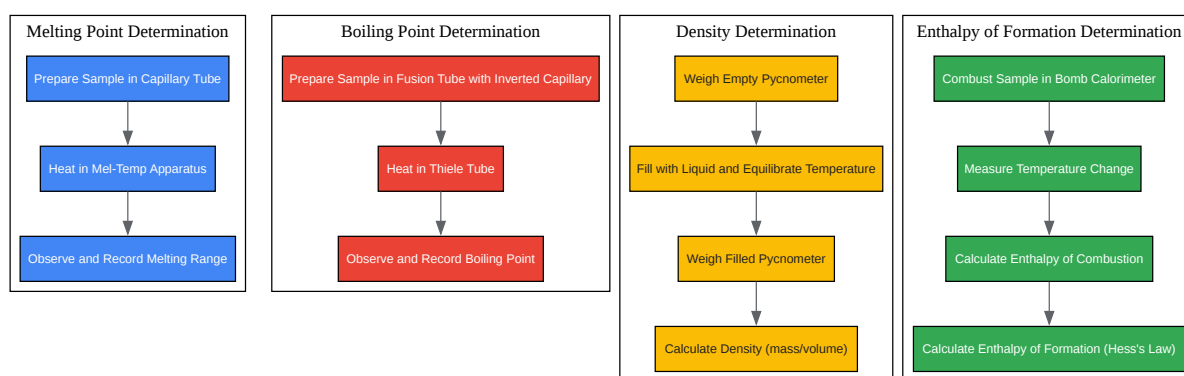 Melting Point Determination
Prepare Sample in Capillary Tube
Heat in Mel-Temp Apparatus
Observe and Record Melting Range
Boiling Point Determination
Prepare Sample in Fusion Tube with Inverted Capillary
Heat in Thiele Tube
Observe and Record Boiling Point
Density Determination
Weigh Empty Pycnometer
Fill with Liquid and Equilibrate Temperature
Weigh Filled Pycnometer
Calculate Density (mass/volume)
Enthalpy of Formation Determination
Combust Sample in Bomb Calorimeter
Measure Temperature Change
Calculate Enthalpy of Combustion
Calculate Enthalpy of Formation (Hess's Law)